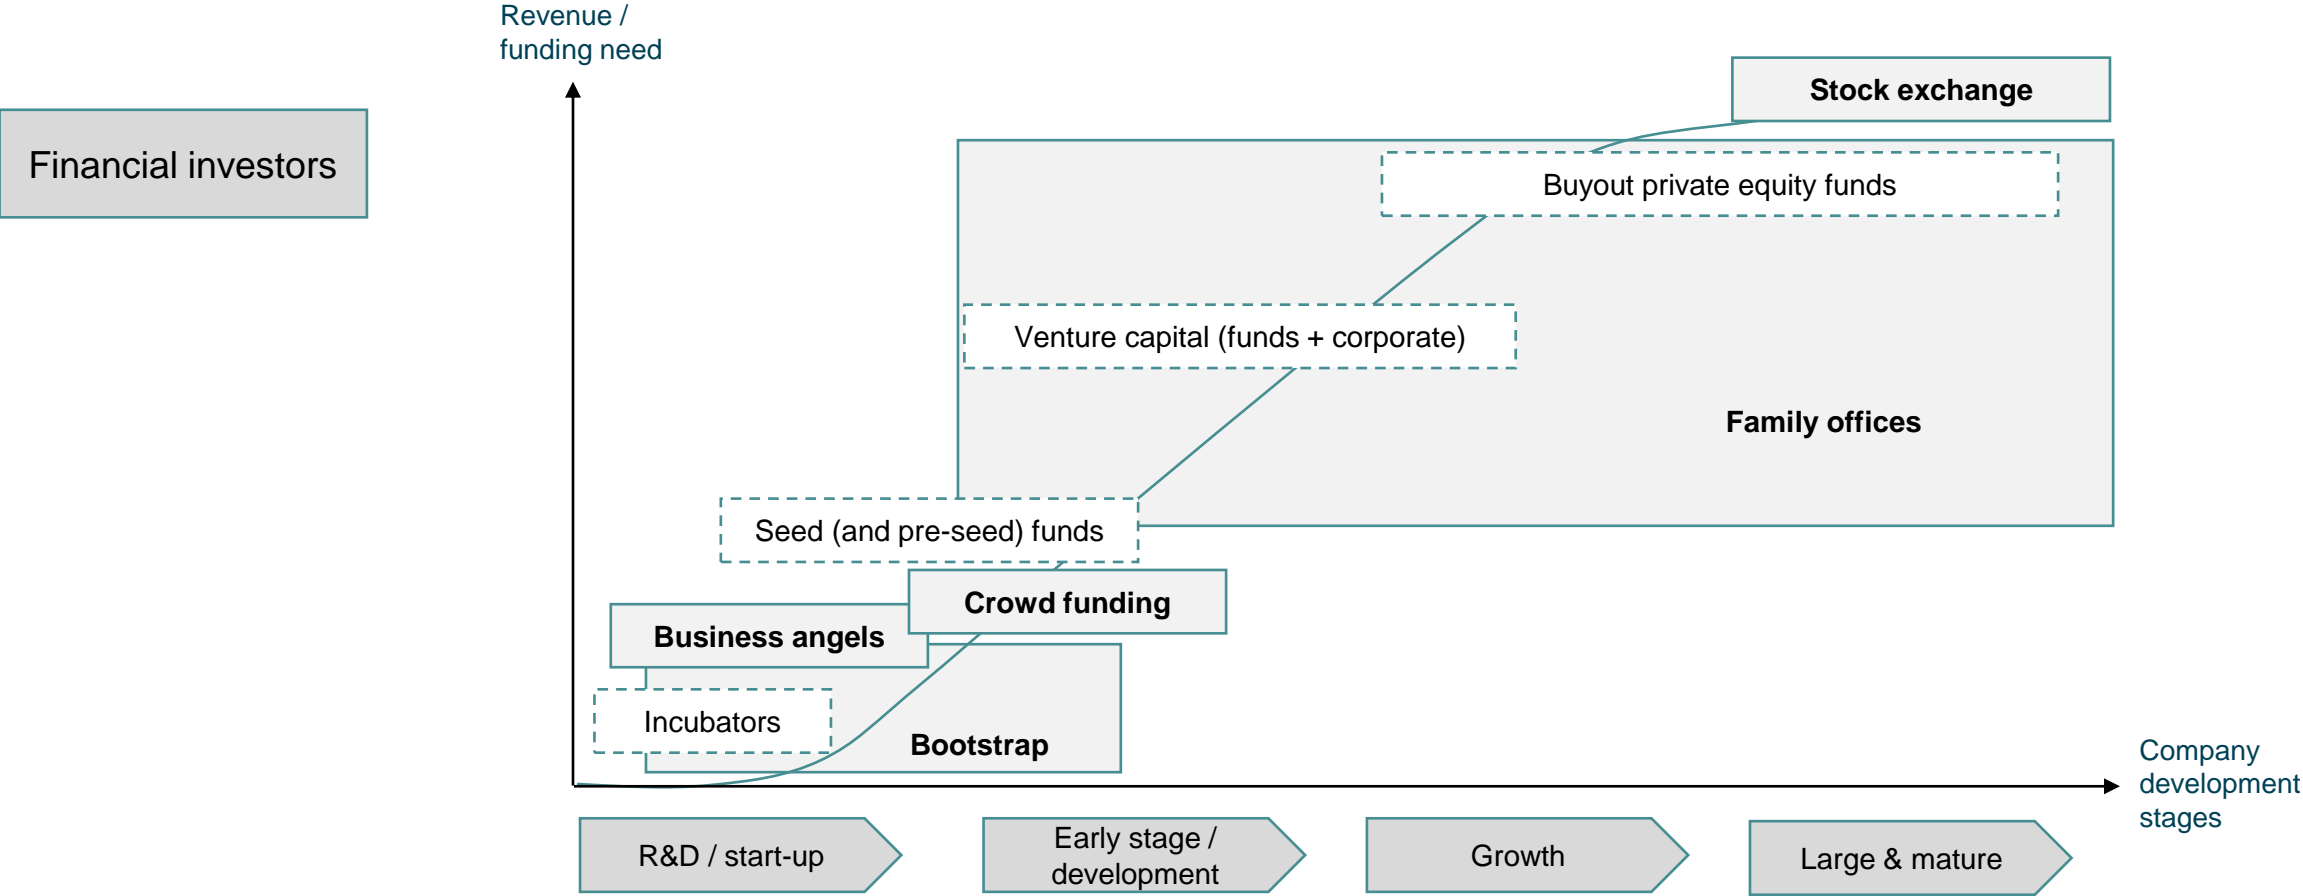 Revenue /
funding need
Financial investors
Stock exchange
Buyout private equity funds
Venture capital (funds + corporate)
Family offices
Seed (and pre-seed) funds
Crowd funding
Business angels
Incubators
Bootstrap
Company
development
stages
R&D / start-up
Early stage /
development
Growth
Large & mature